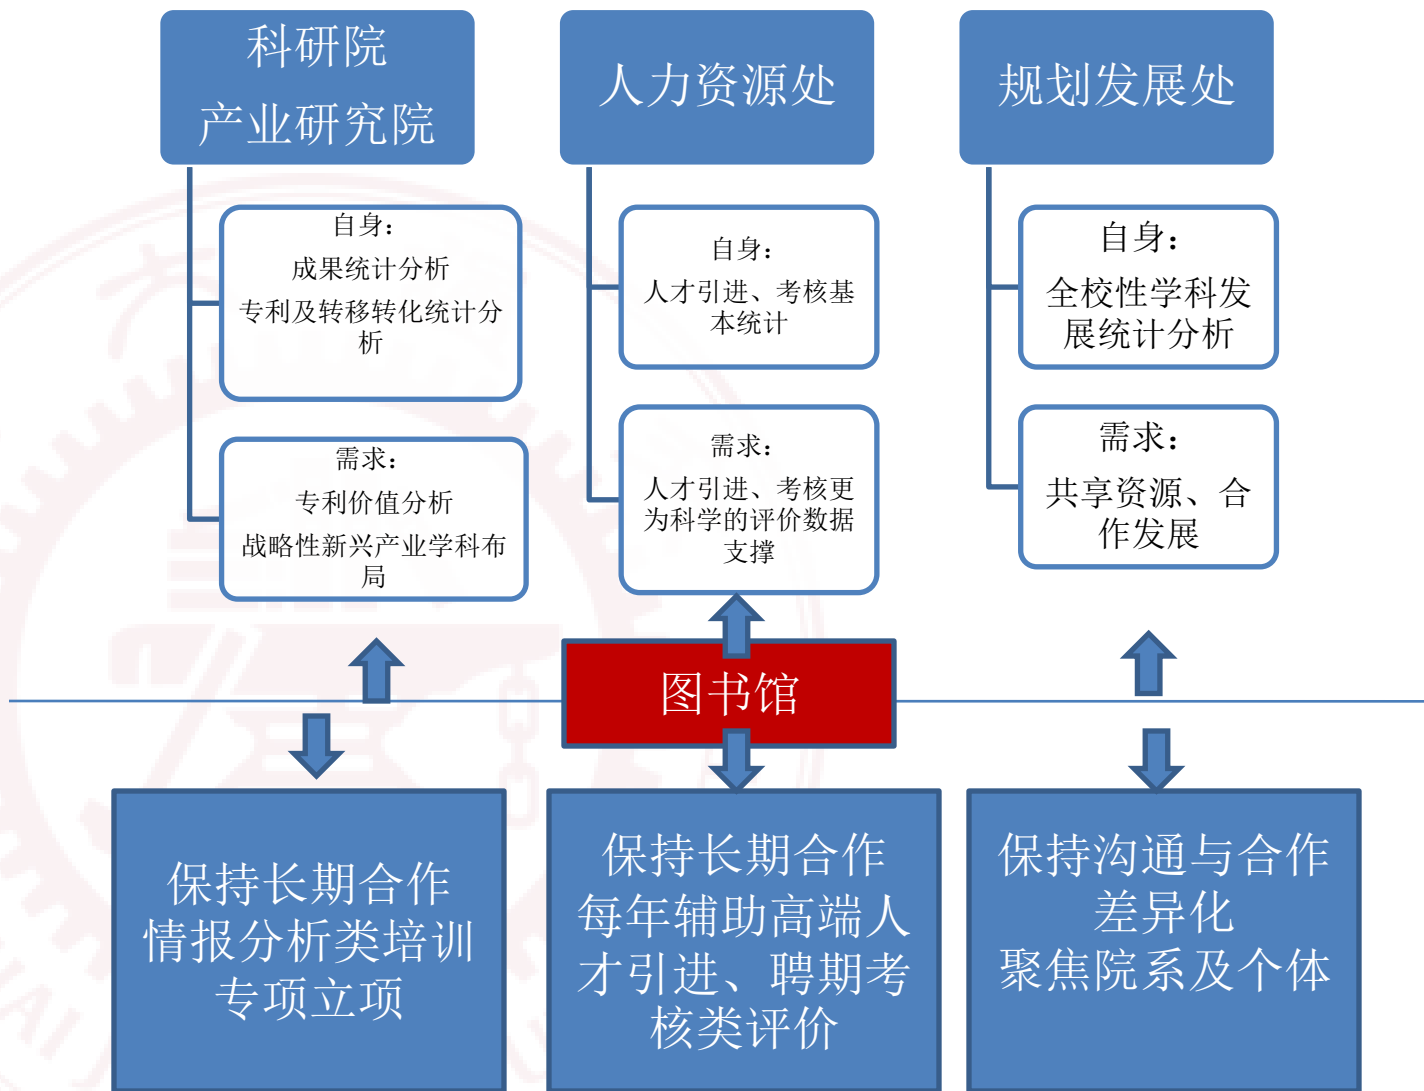 科研院
产业研究院
自身：
成果统计分析
专利及转移转化统计分
析
需求：
专利价值分析
战略性新兴产业学科布
局
人力资源处
自身：
人才引进、考核基
本统计
需求：
人才引进、考核更
为科学的评价数据
支撑
规划发展处
自身：
全校性学科发
展统计分析
需求：
共享资源、合
作发展
图书馆
保持长期合作
情报分析类培训
专项立项
保持长期合作
每年辅助高端人
才引进、聘期考
核类评价
保持沟通与合作
差异化
聚焦院系及个体